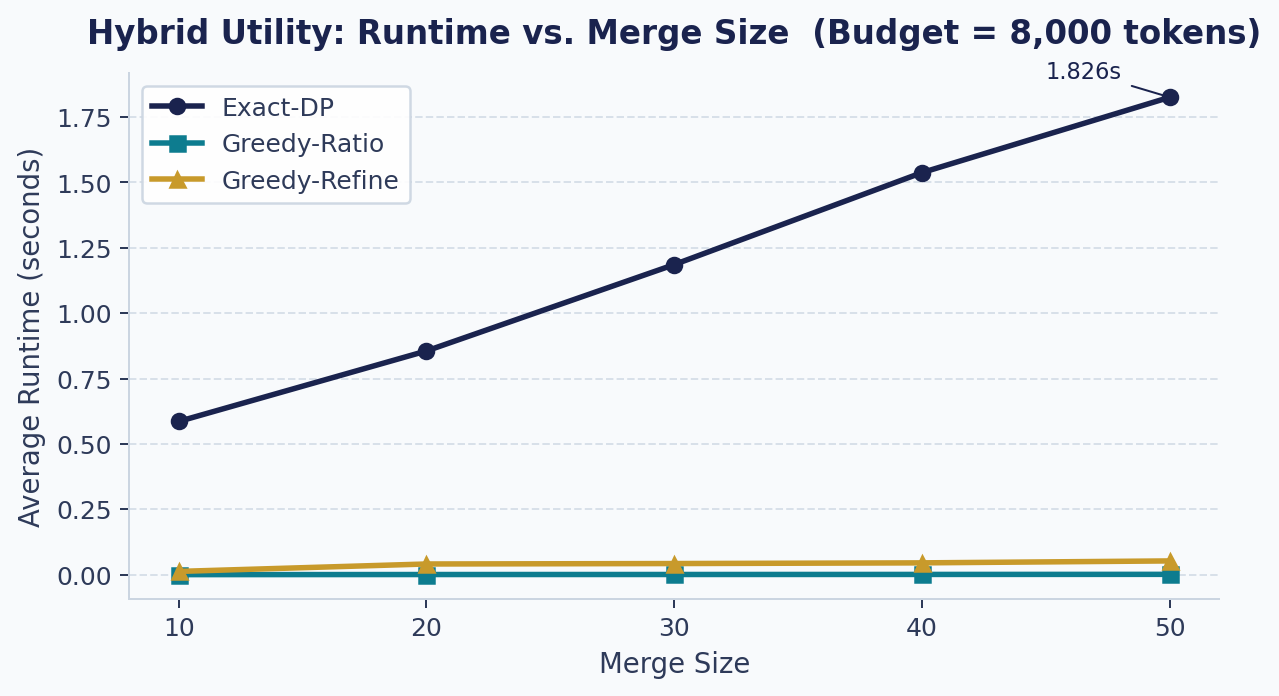 Hybrid Utility: Runtime vs. Merge Size (Budget = 8,000 tokens)
1.826s
Exact-DP
Greedy-Ratio
Greedy-Refine
Average Runtime (seconds)
1.75
1.50
1.25
1.00
0.75
0.50
0.25
0.00
10 20 30 40 50
Merge Size